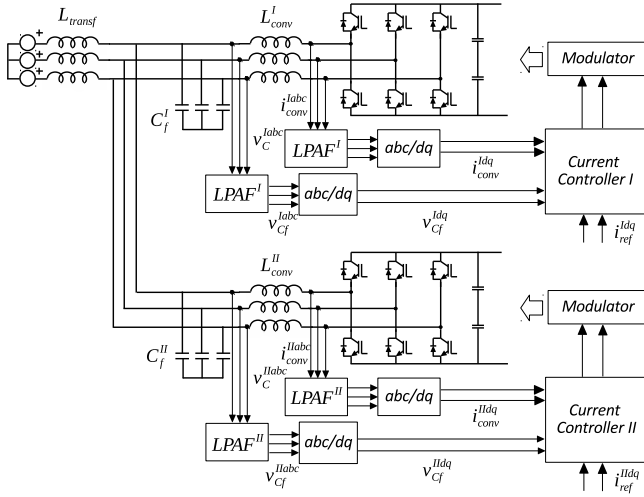 L_transf
L^I_conv
+
+
+
Modulator
C^I_f
i^Iabc_conv
v^Iabc_C
LPAF^I
abc/dq
i^Idq_conv
Current
Controller I
LPAF^I
abc/dq
v^Iabc_Cf
v^Idq_Cf
i^Idq_ref
L^II_conv
Modulator
C^II_f
i^IIabc_conv
v^IIabc_C
LPAF^II
abc/dq
i^IIdq_conv
Current
Controller II
LPAF^II
abc/dq
v^IIabc_Cf
v^IIdq_Cf
i^IIdq_ref